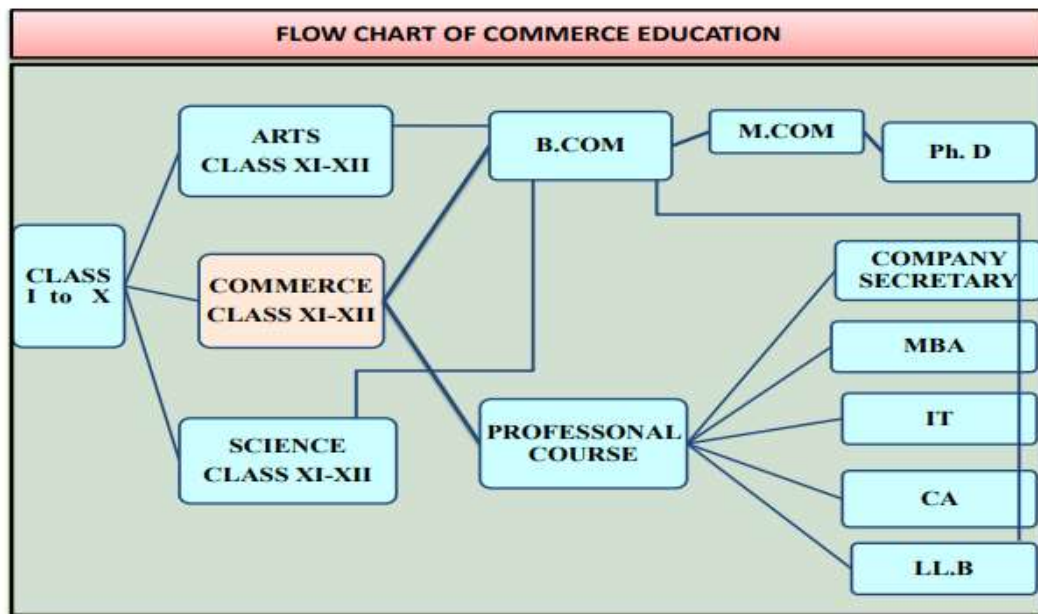 FLOW CHART OF COMMERCE EDUCATION
ARTS
CLASS XI-XII
B.COM
M.COM
Ph. D
CLASS
I to X
COMMERCE
CLASS XI-XII
COMPANY
SECRETARY
MBA
IT
SCIENCE
CLASS XI-XII
PROFESSONAL
COURSE
CA
LL.B